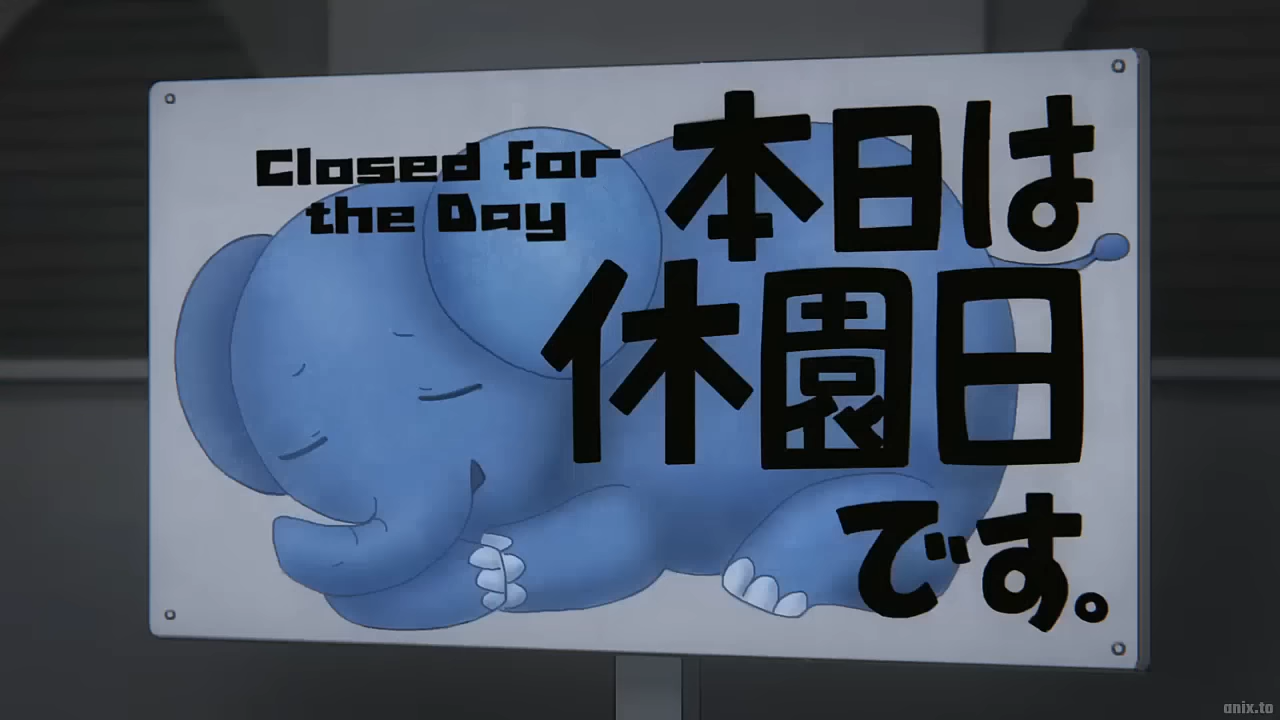 本日は
休園日
です。
Closed for
the Day
anix.to